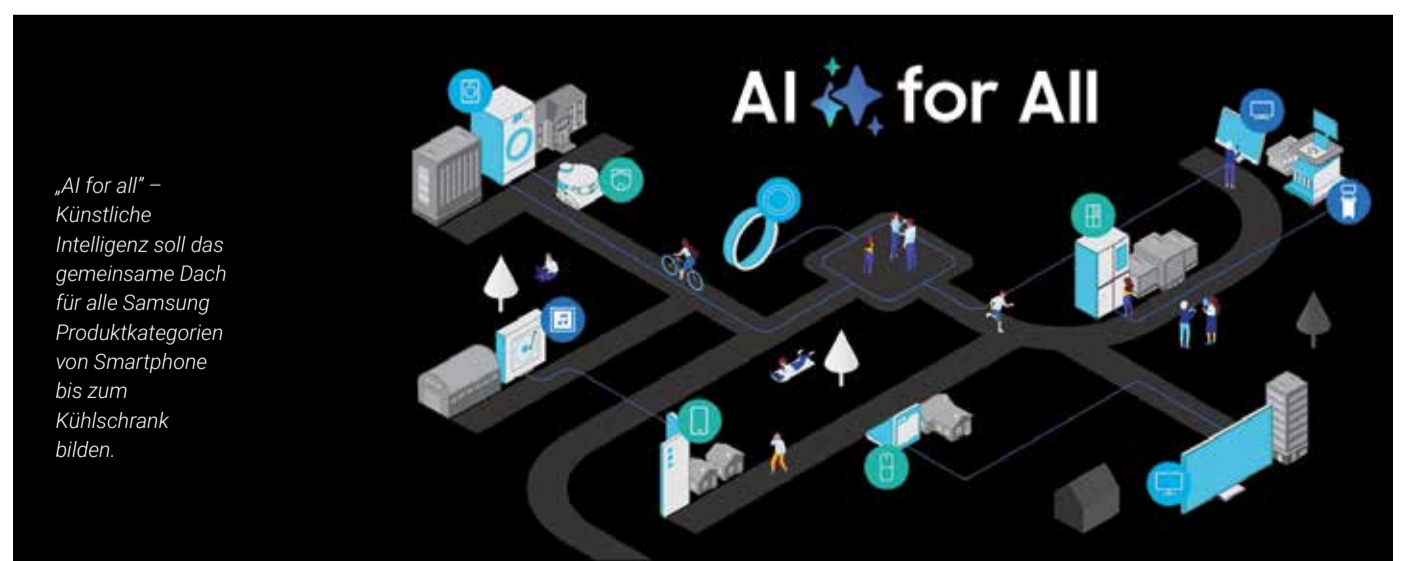 AI for All
„AI for all” –
Künstliche
Intelligenz soll das
gemeinsame Dach
für alle Samsung
Produktkategorien
von Smartphone
bis zum
Kühlschrank
bilden.